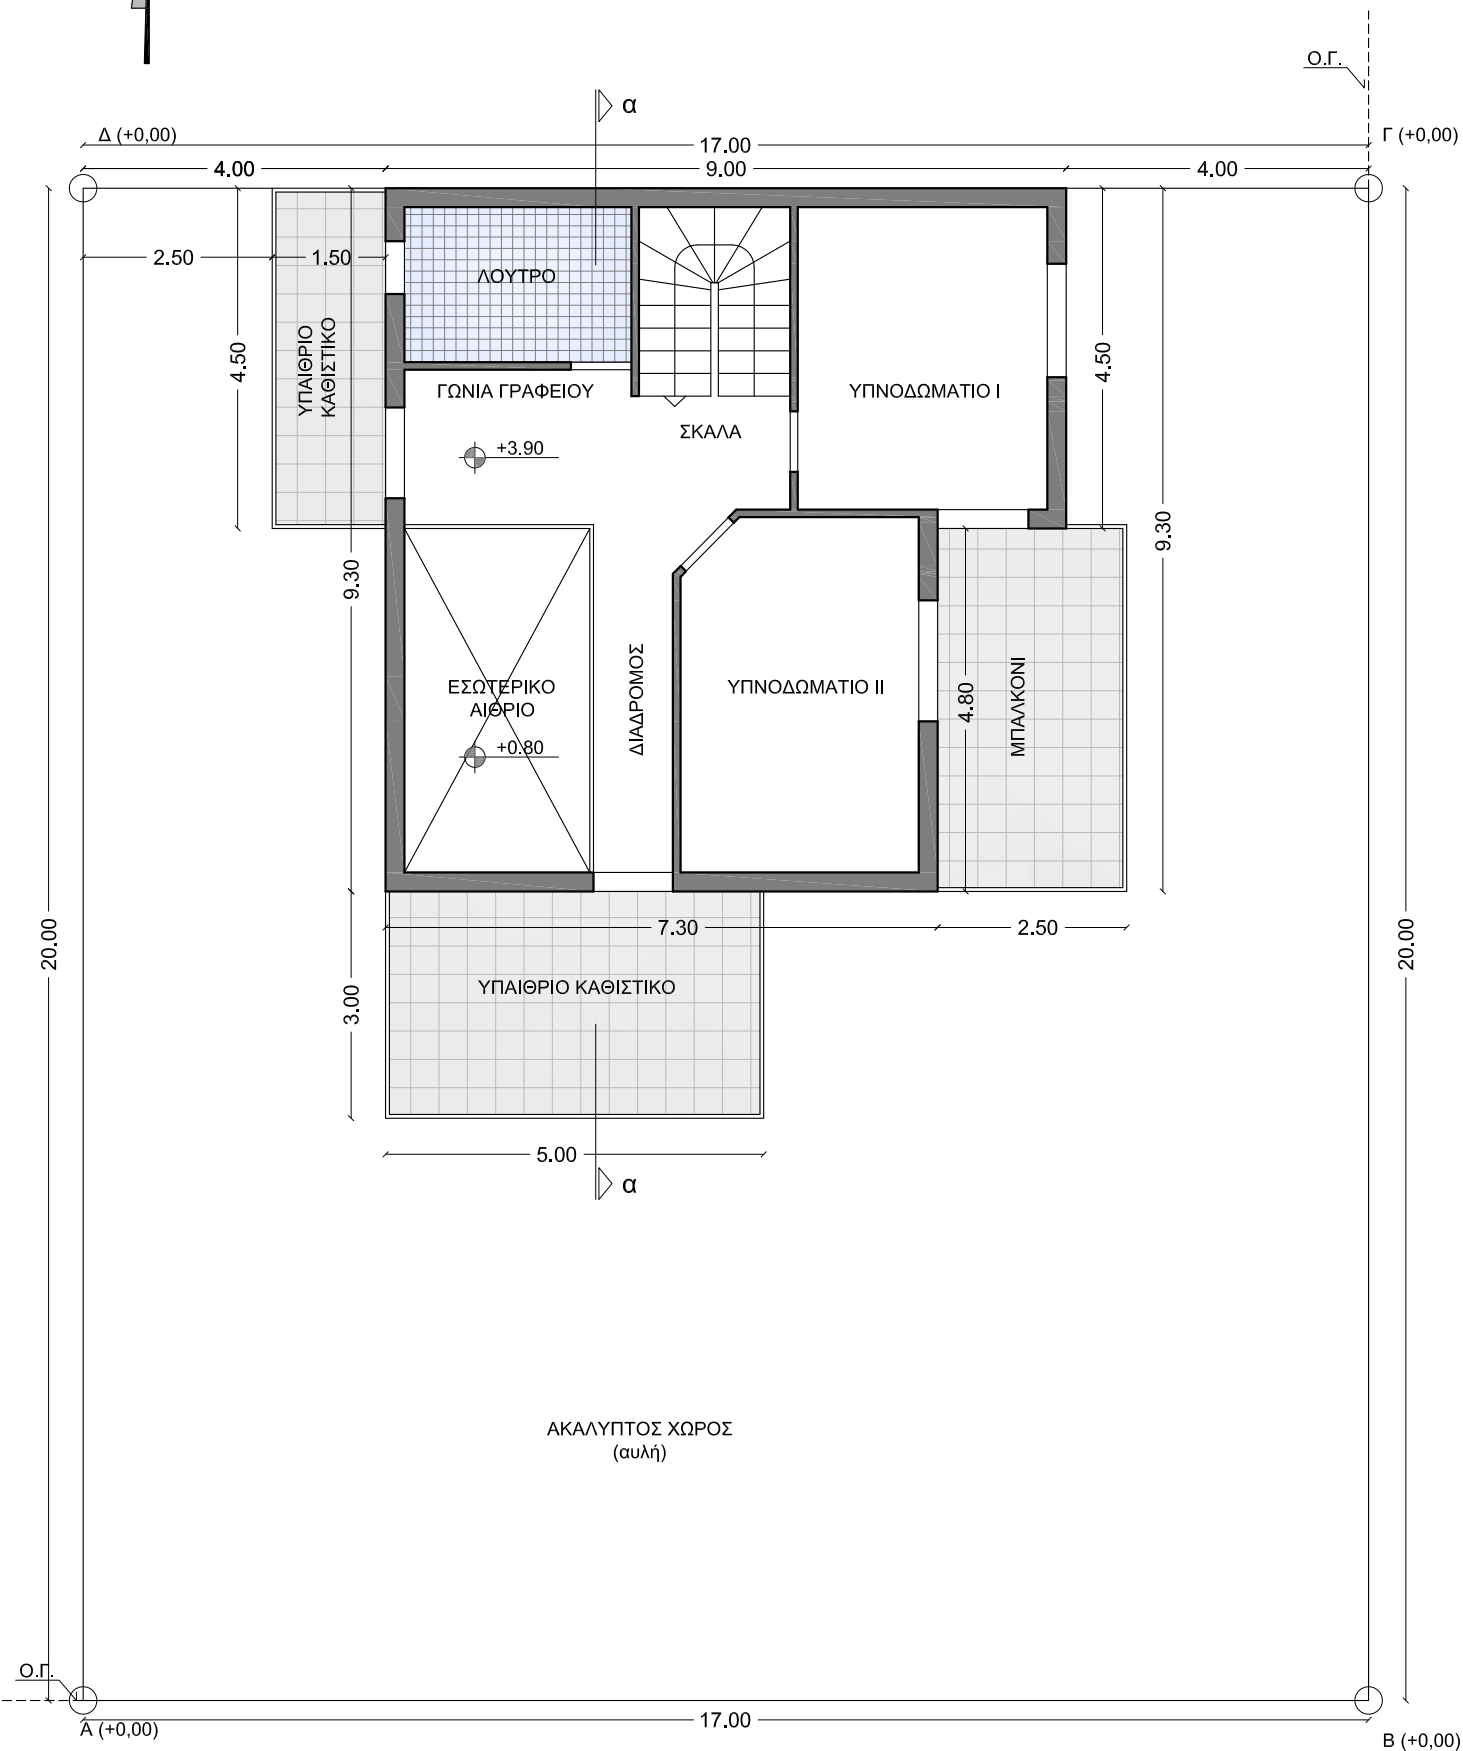 Ο.Γ.
α
Δ (+0,00)
17.00
Γ (+0,00)
4.00
9.00
4.00
2.50
1.50
ΛΟΥΤΡΟ
4.50
ΥΠΑΙΘΡΙΟ
ΚΑΘΙΣΤΙΚΟ
4.50
ΓΩΝΙΑ ΓΡΑΦΕΙΟΥ
ΥΠΝΟΔΩΜΑΤΙΟ Ι
ΣΚΑΛΑ
+3.90
9.30
9.30
ΕΣΩΤΕΡΙΚΟ
ΑΙΘΡΙΟ
+0.80
ΔΙΑΔΡΟΜΟΣ
ΥΠΝΟΔΩΜΑΤΙΟ ΙΙ
4.80
ΜΠΑΛΚΟΝΙ
20.00
7.30
2.50
20.00
3.00
ΥΠΑΙΘΡΙΟ ΚΑΘΙΣΤΙΚΟ
5.00
α
ΑΚΑΛΥΠΤΟΣ ΧΩΡΟΣ
(αυλή)
Ο.Γ.
Α (+0,00)
17.00
Β (+0,00)